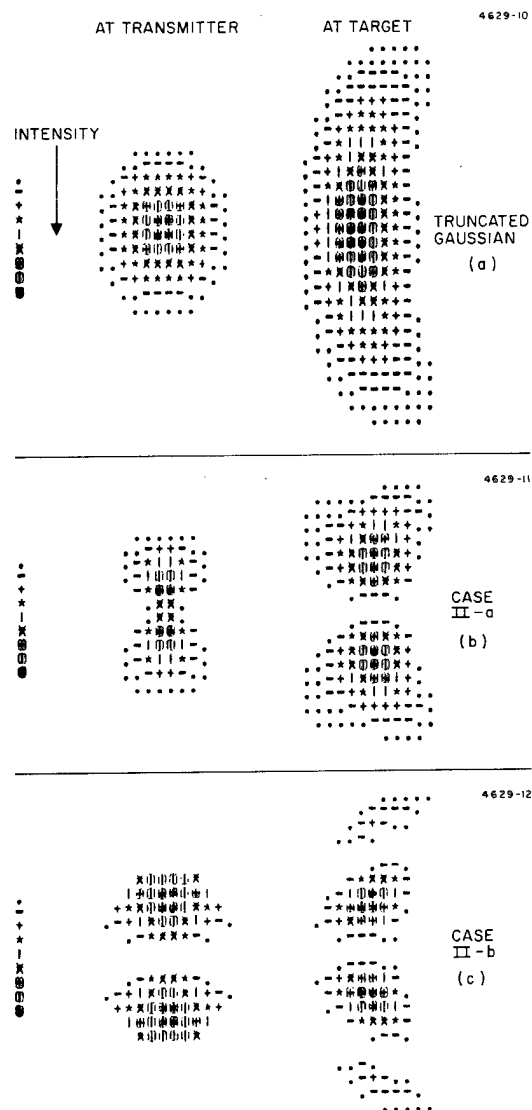 4629-10
AT TRANSMITTER AT TARGET
INTENSITY
TRUNCATED
GAUSSIAN
(a)
4629-11
CASE
II-a
(b)
4629-12
CASE
II-b
(c)